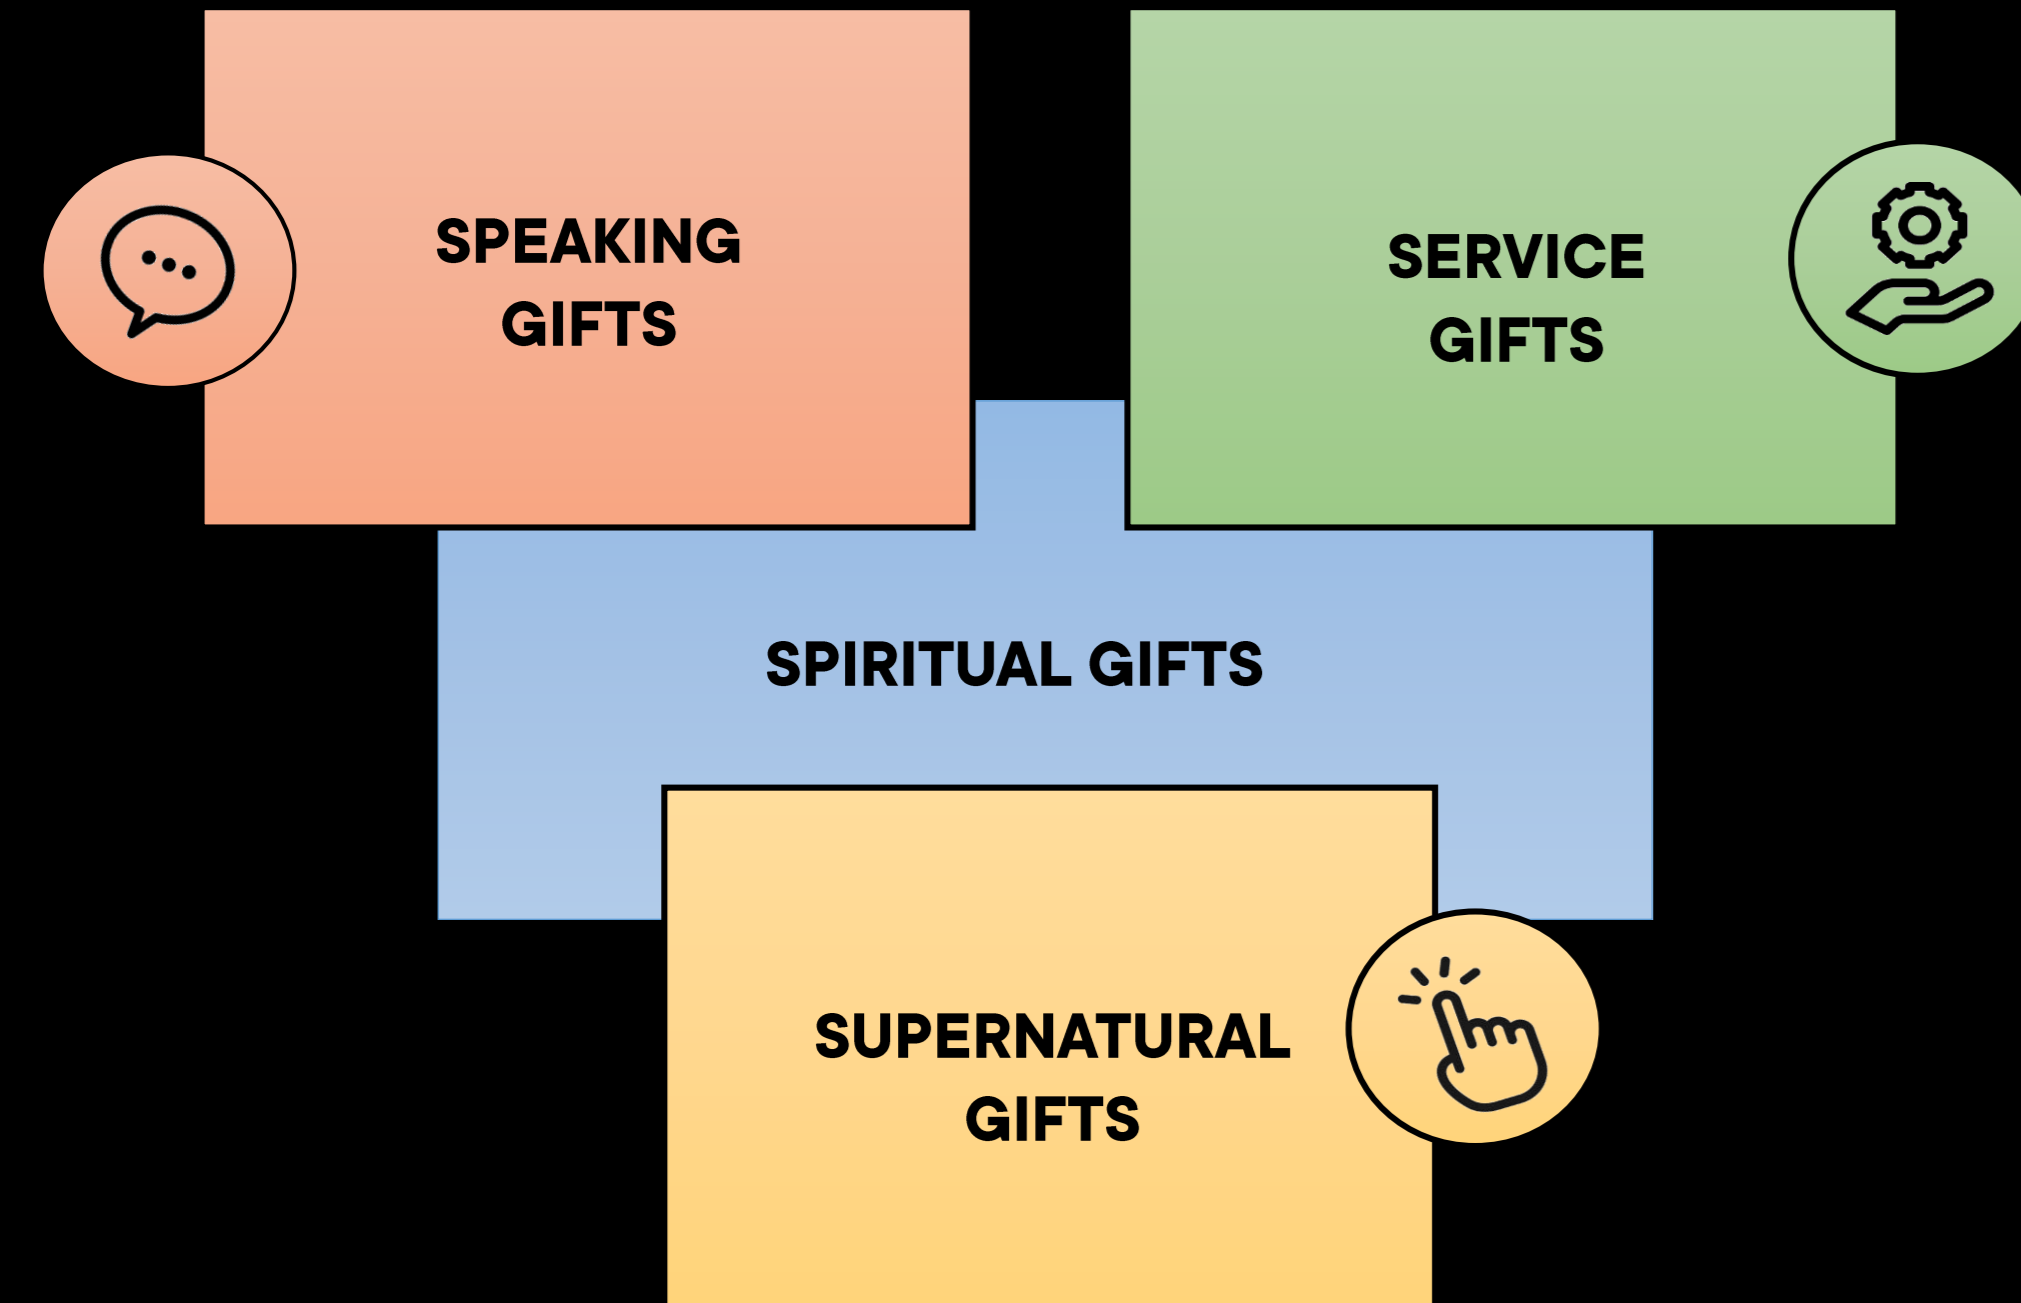 SPEAKING
GIFTS
SERVICE
GIFTS
SPIRITUAL GIFTS
SUPERNATURAL
GIFTS